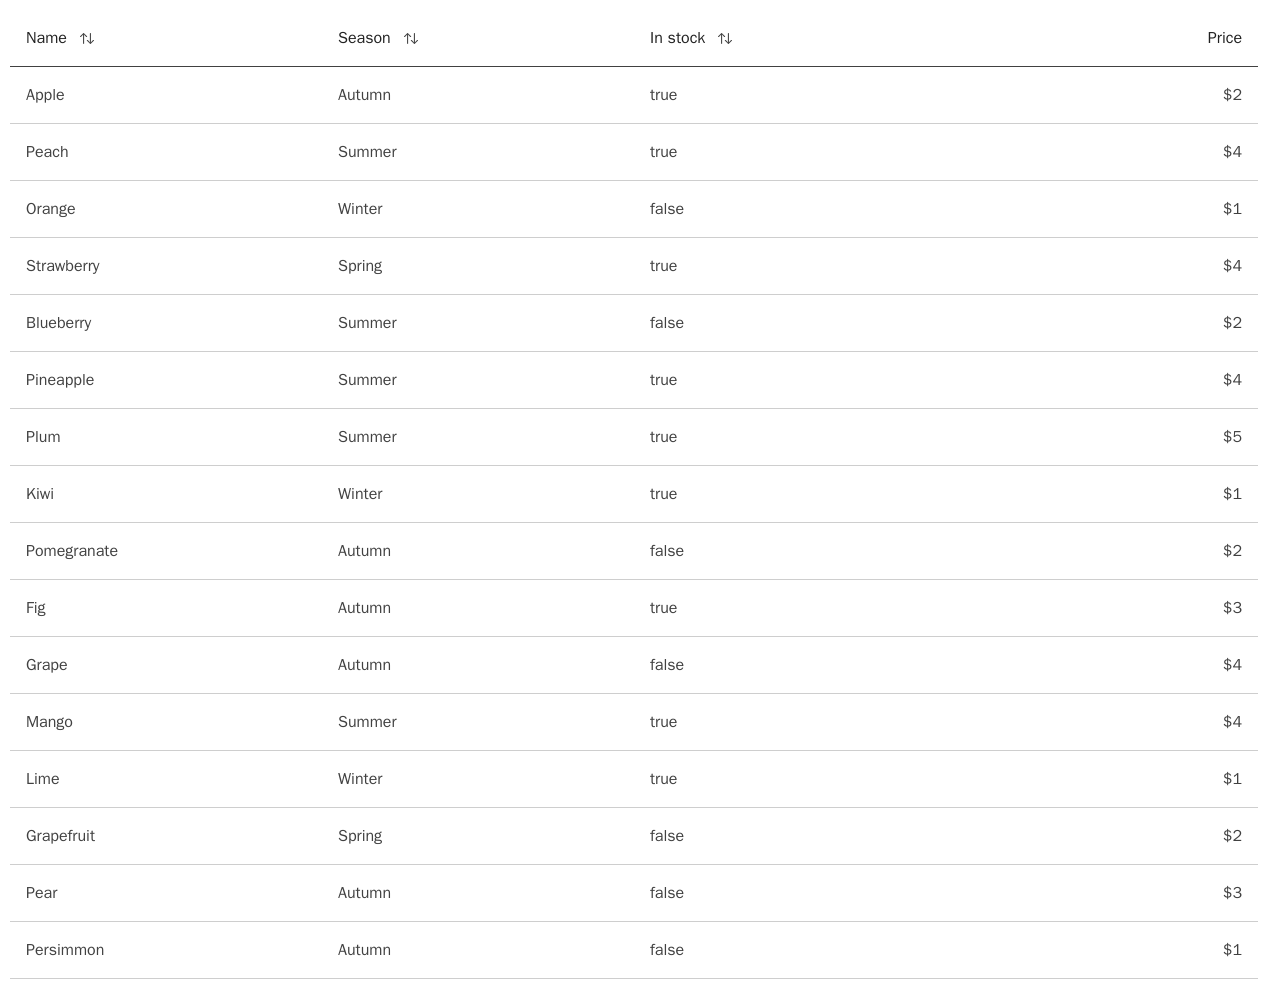 Name Season In stock Price
Apple Autumn true $2
Peach Summer true $4
Orange Winter false $1
Strawberry Spring true $4
Blueberry Summer false $2
Pineapple Summer true $4
Plum Summer true $5
Kiwi Winter true $1
Pomegranate Autumn false $2
Fig Autumn true $3
Grape Autumn false $4
Mango Summer true $4
Lime Winter true $1
Grapefruit Spring false $2
Pear Autumn false $3
Persimmon Autumn false $1